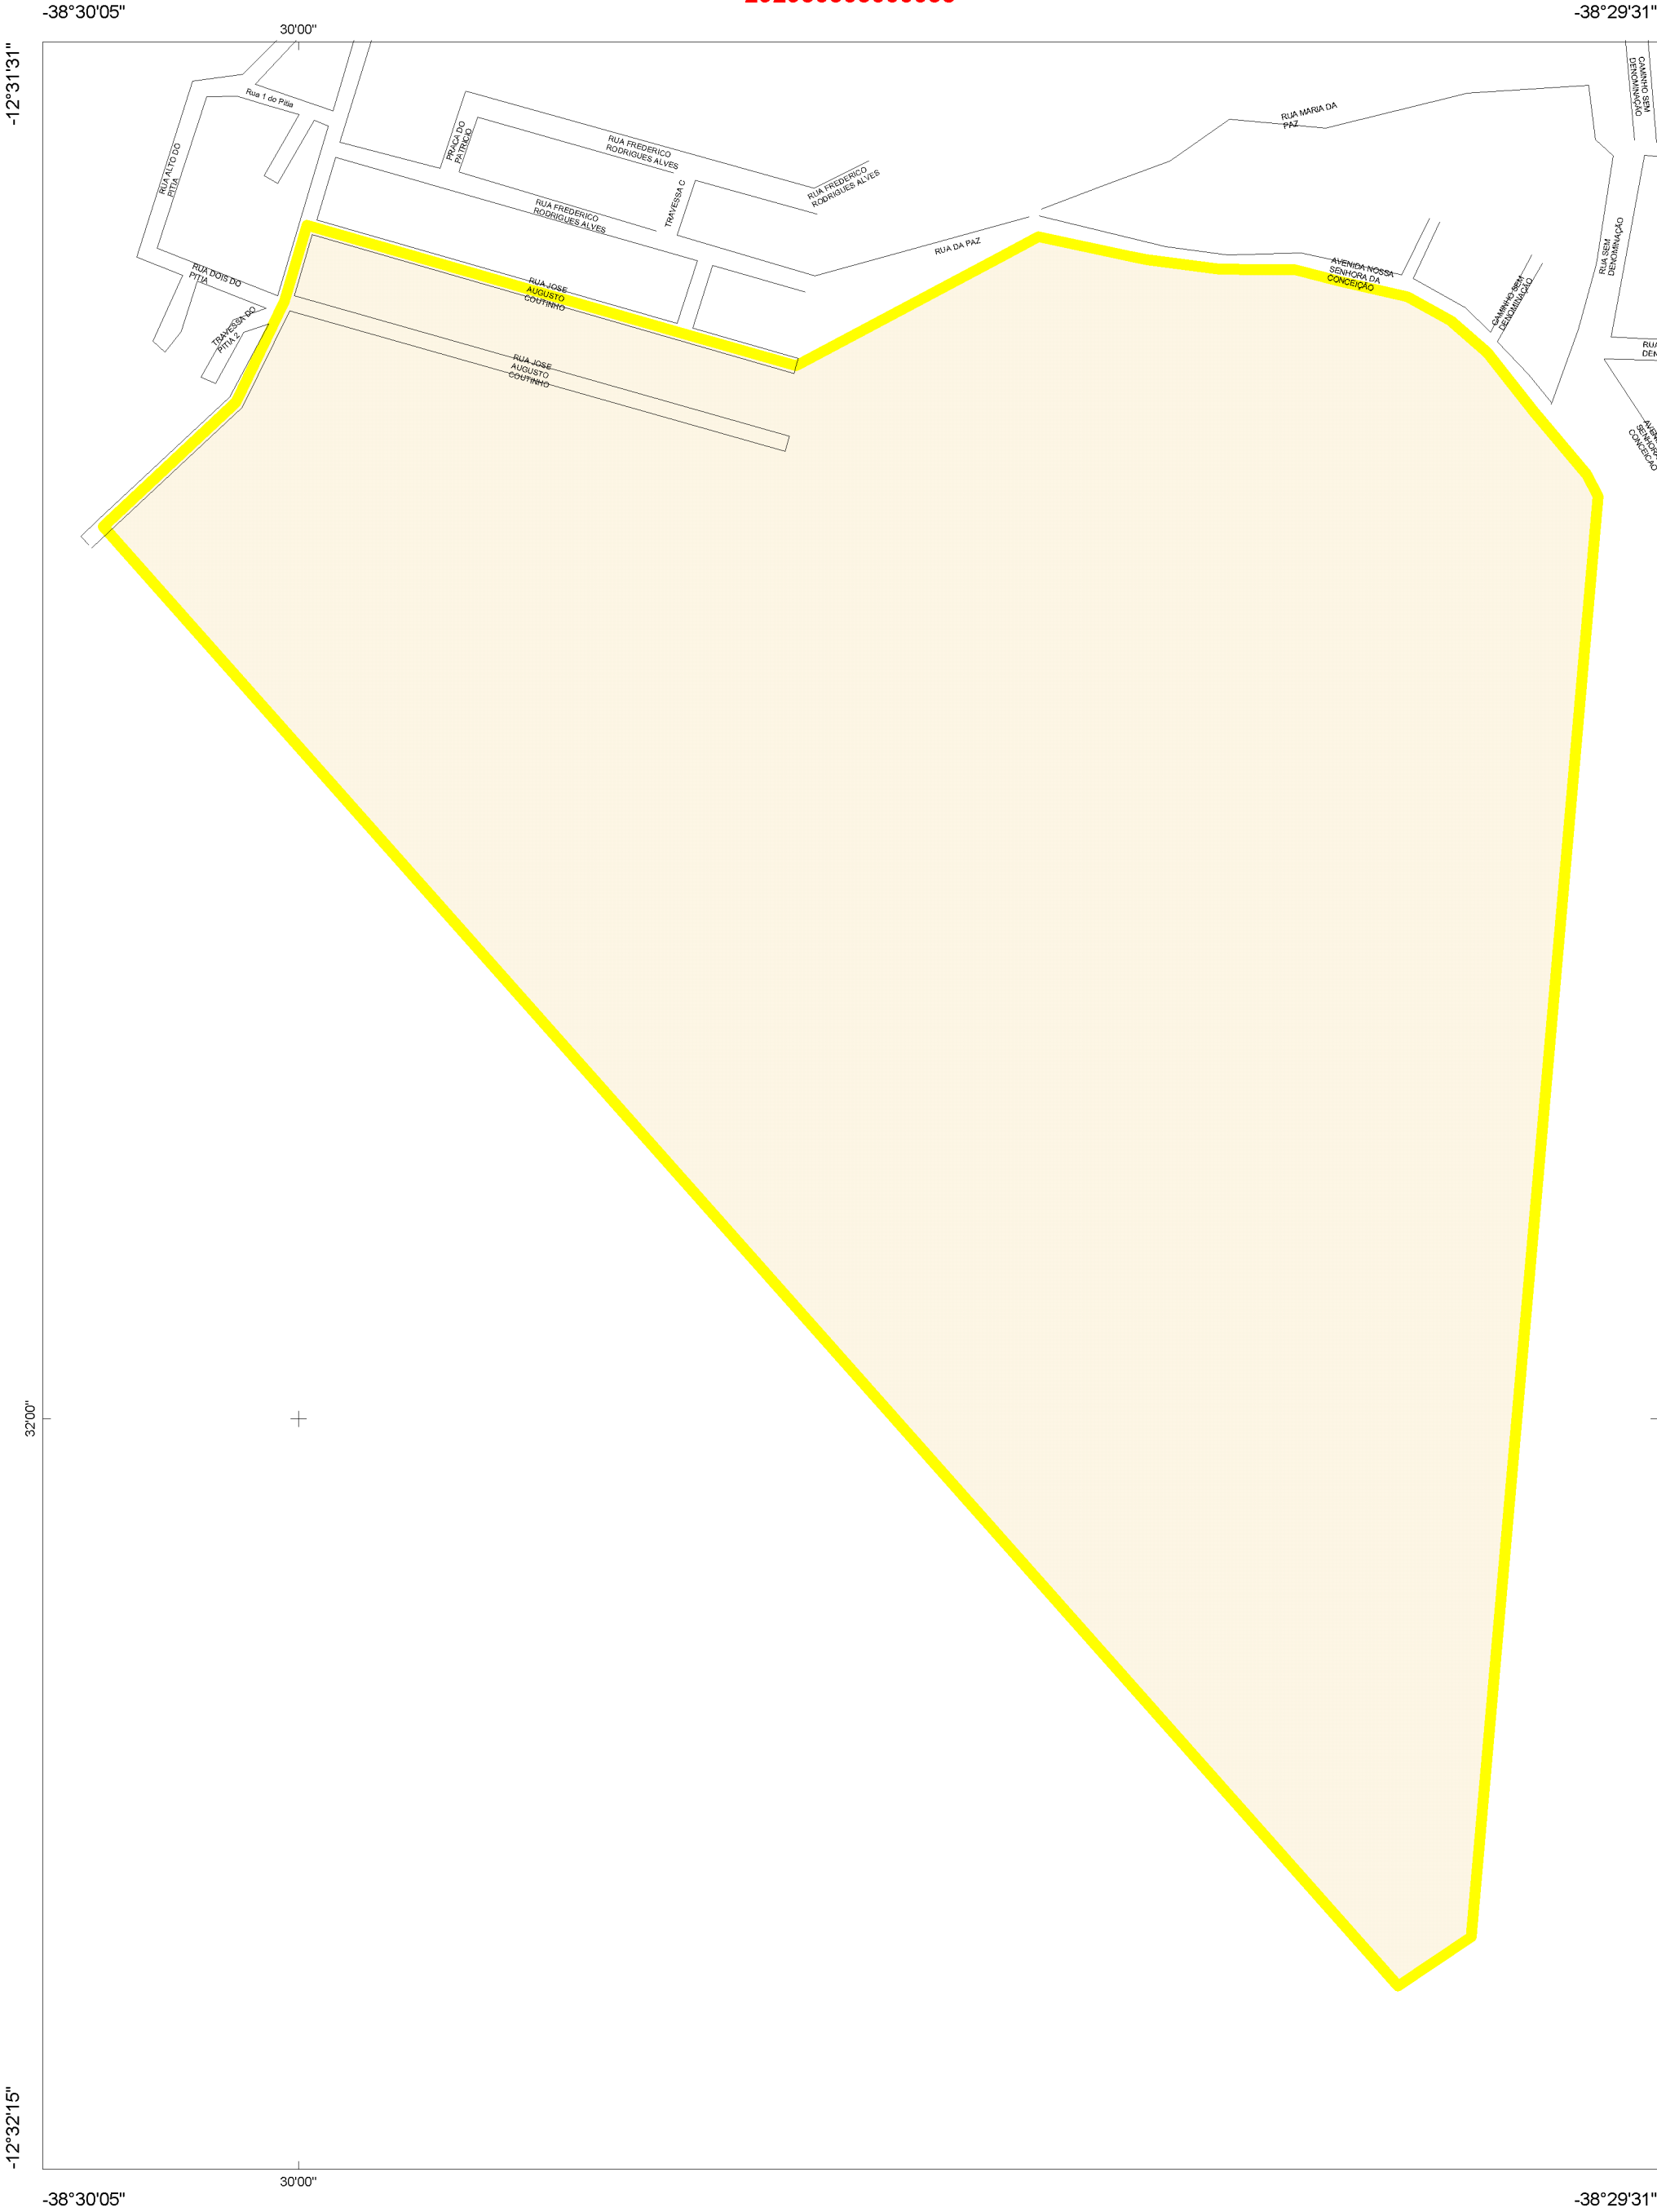 -38°30'05"
-38°29'31"
30'00"
-12°31'31"
CAMINHO SEM
DENOMINAÇÃO
Rua 1 do Pitia
RUA MARIA DA
PAZ
PRAÇA DO
PATRICIO
RUA FREDERICO
RODRIGUES ALVES
RUA ALTO DO
PITIA
RUA FREDERICO
RODRIGUES ALVES
TRAVESSA C
RUA FREDERICO
RODRIGUES ALVES
RUA DA PAZ
RUA SEM
DENOMINAÇÃO
RUA DOIS DO
PITIA
AVENIDA NOSSA
SENHORA DA
CONCEIÇÃO
RUA JOSE
AUGUSTO
COUTINHO
CAMINHO SEM
DENOMINAÇÃO
TRAVESSA DO
PITIA 2
RUA JOSE
AUGUSTO
COUTINHO
RUA
DEN
SENHORA
CONCEICAO
32'00"
-12°32'15"
30'00"
-38°30'05"
-38°29'31"